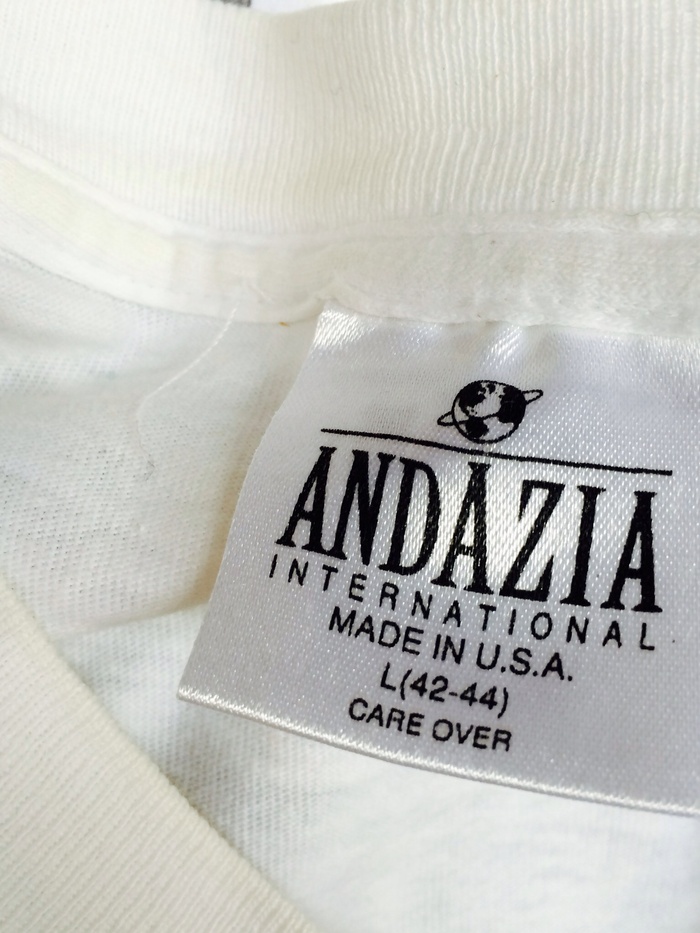 ANDAZIA
INTERNATIONAL
MADE IN U.S.A.
L(42-44)
CARE OVER